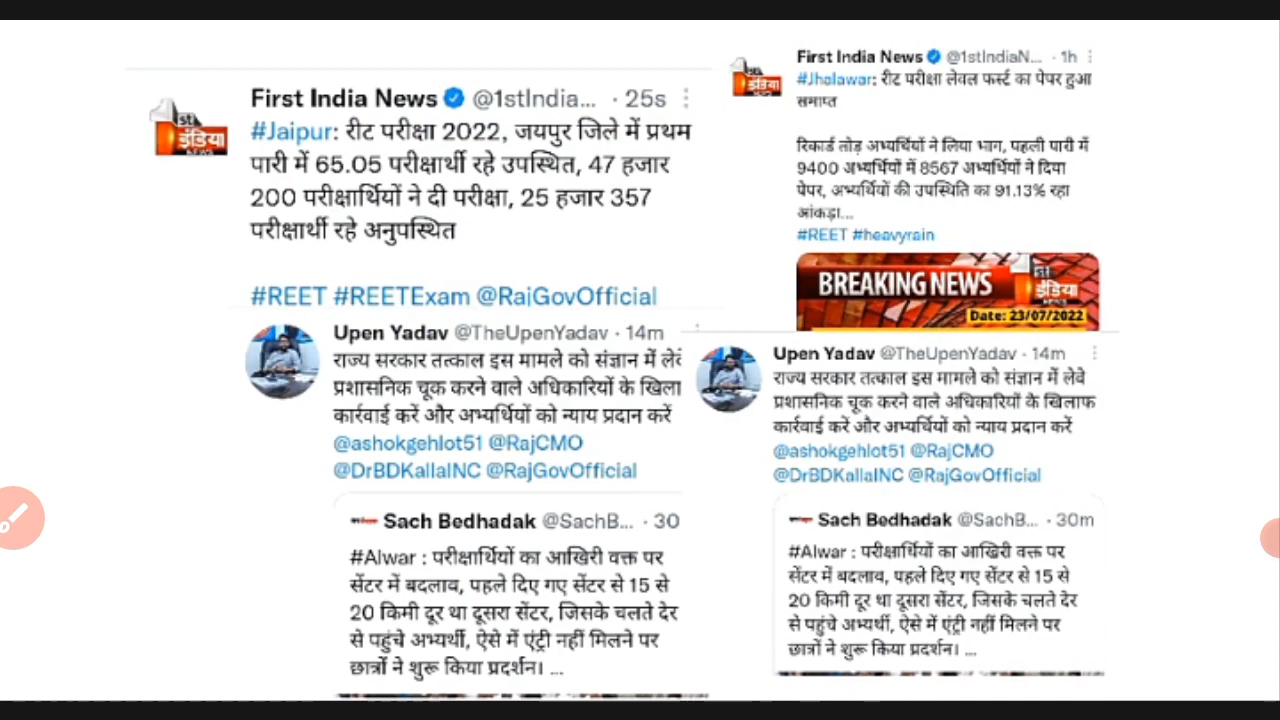 First India News @1stIndia... · 25s
#Jaipur: रीट परीक्षा 2022, जयपुर जिले में प्रथम
पारी में 65.05 परीक्षार्थी रहे उपस्थित, 47 हजार
200 परीक्षार्थियों ने दी परीक्षा, 25 हजार 357
परीक्षार्थी रहे अनुपस्थित
#REET #REETExam @RajGovOfficial
1st
इंडिया
NEWS
Upen Yadav @TheUpenYadav · 14m
राज्य सरकार तत्काल इस मामले को संज्ञान में लेवे
प्रशासनिक चूक करने वाले अधिकारियों के खिला
कार्रवाई करें और अभ्यर्थियों को न्याय प्रदान करें
@ashokgehlot51 @RajCMO
@DrBDKallaINC @RajGovOfficial
Sach Bedhadak @SachB... · 30
#Alwar : परीक्षार्थियों का आखिरी वक्त पर
सेंटर में बदलाव, पहले दिए गए सेंटर से 15 से
20 किमी दूर था दूसरा सेंटर, जिसके चलते देर
से पहुंचे अभ्यर्थी, ऐसे में एंट्री नहीं मिलने पर
छात्रों ने शुरू किया प्रदर्शन। ...
First India News @1stIndiaN... · 1h
#Jhalawar: रीट परीक्षा लेवल फर्स्ट का पेपर हुआ
समाप्त
रिकार्ड तोड़ अभ्यर्थियों ने लिया भाग, पहली पारी में
9400 अभ्यर्थियों में 8567 अभ्यर्थियों ने दिया
पेपर, अभ्यर्थियों की उपस्थिति का 91.13% रहा
आंकड़ा...
#REET #heavyrain
इंडिया
BREAKING NEWS
1st
इंडिया
NEWS
Date: 23/07/2022
Upen Yadav @TheUpenYadav · 14m
राज्य सरकार तत्काल इस मामले को संज्ञान में लेवे
प्रशासनिक चूक करने वाले अधिकारियों के खिलाफ
कार्रवाई करें और अभ्यर्थियों को न्याय प्रदान करें
@ashokgehlot51 @RajCMO
@DrBDKallaINC @RajGovOfficial
Sach Bedhadak @SachB... · 30m
#Alwar : परीक्षार्थियों का आखिरी वक्त पर
सेंटर में बदलाव, पहले दिए गए सेंटर से 15 से
20 किमी दूर था दूसरा सेंटर, जिसके चलते देर
से पहुंचे अभ्यर्थी, ऐसे में एंट्री नहीं मिलने पर
छात्रों ने शुरू किया प्रदर्शन। ...